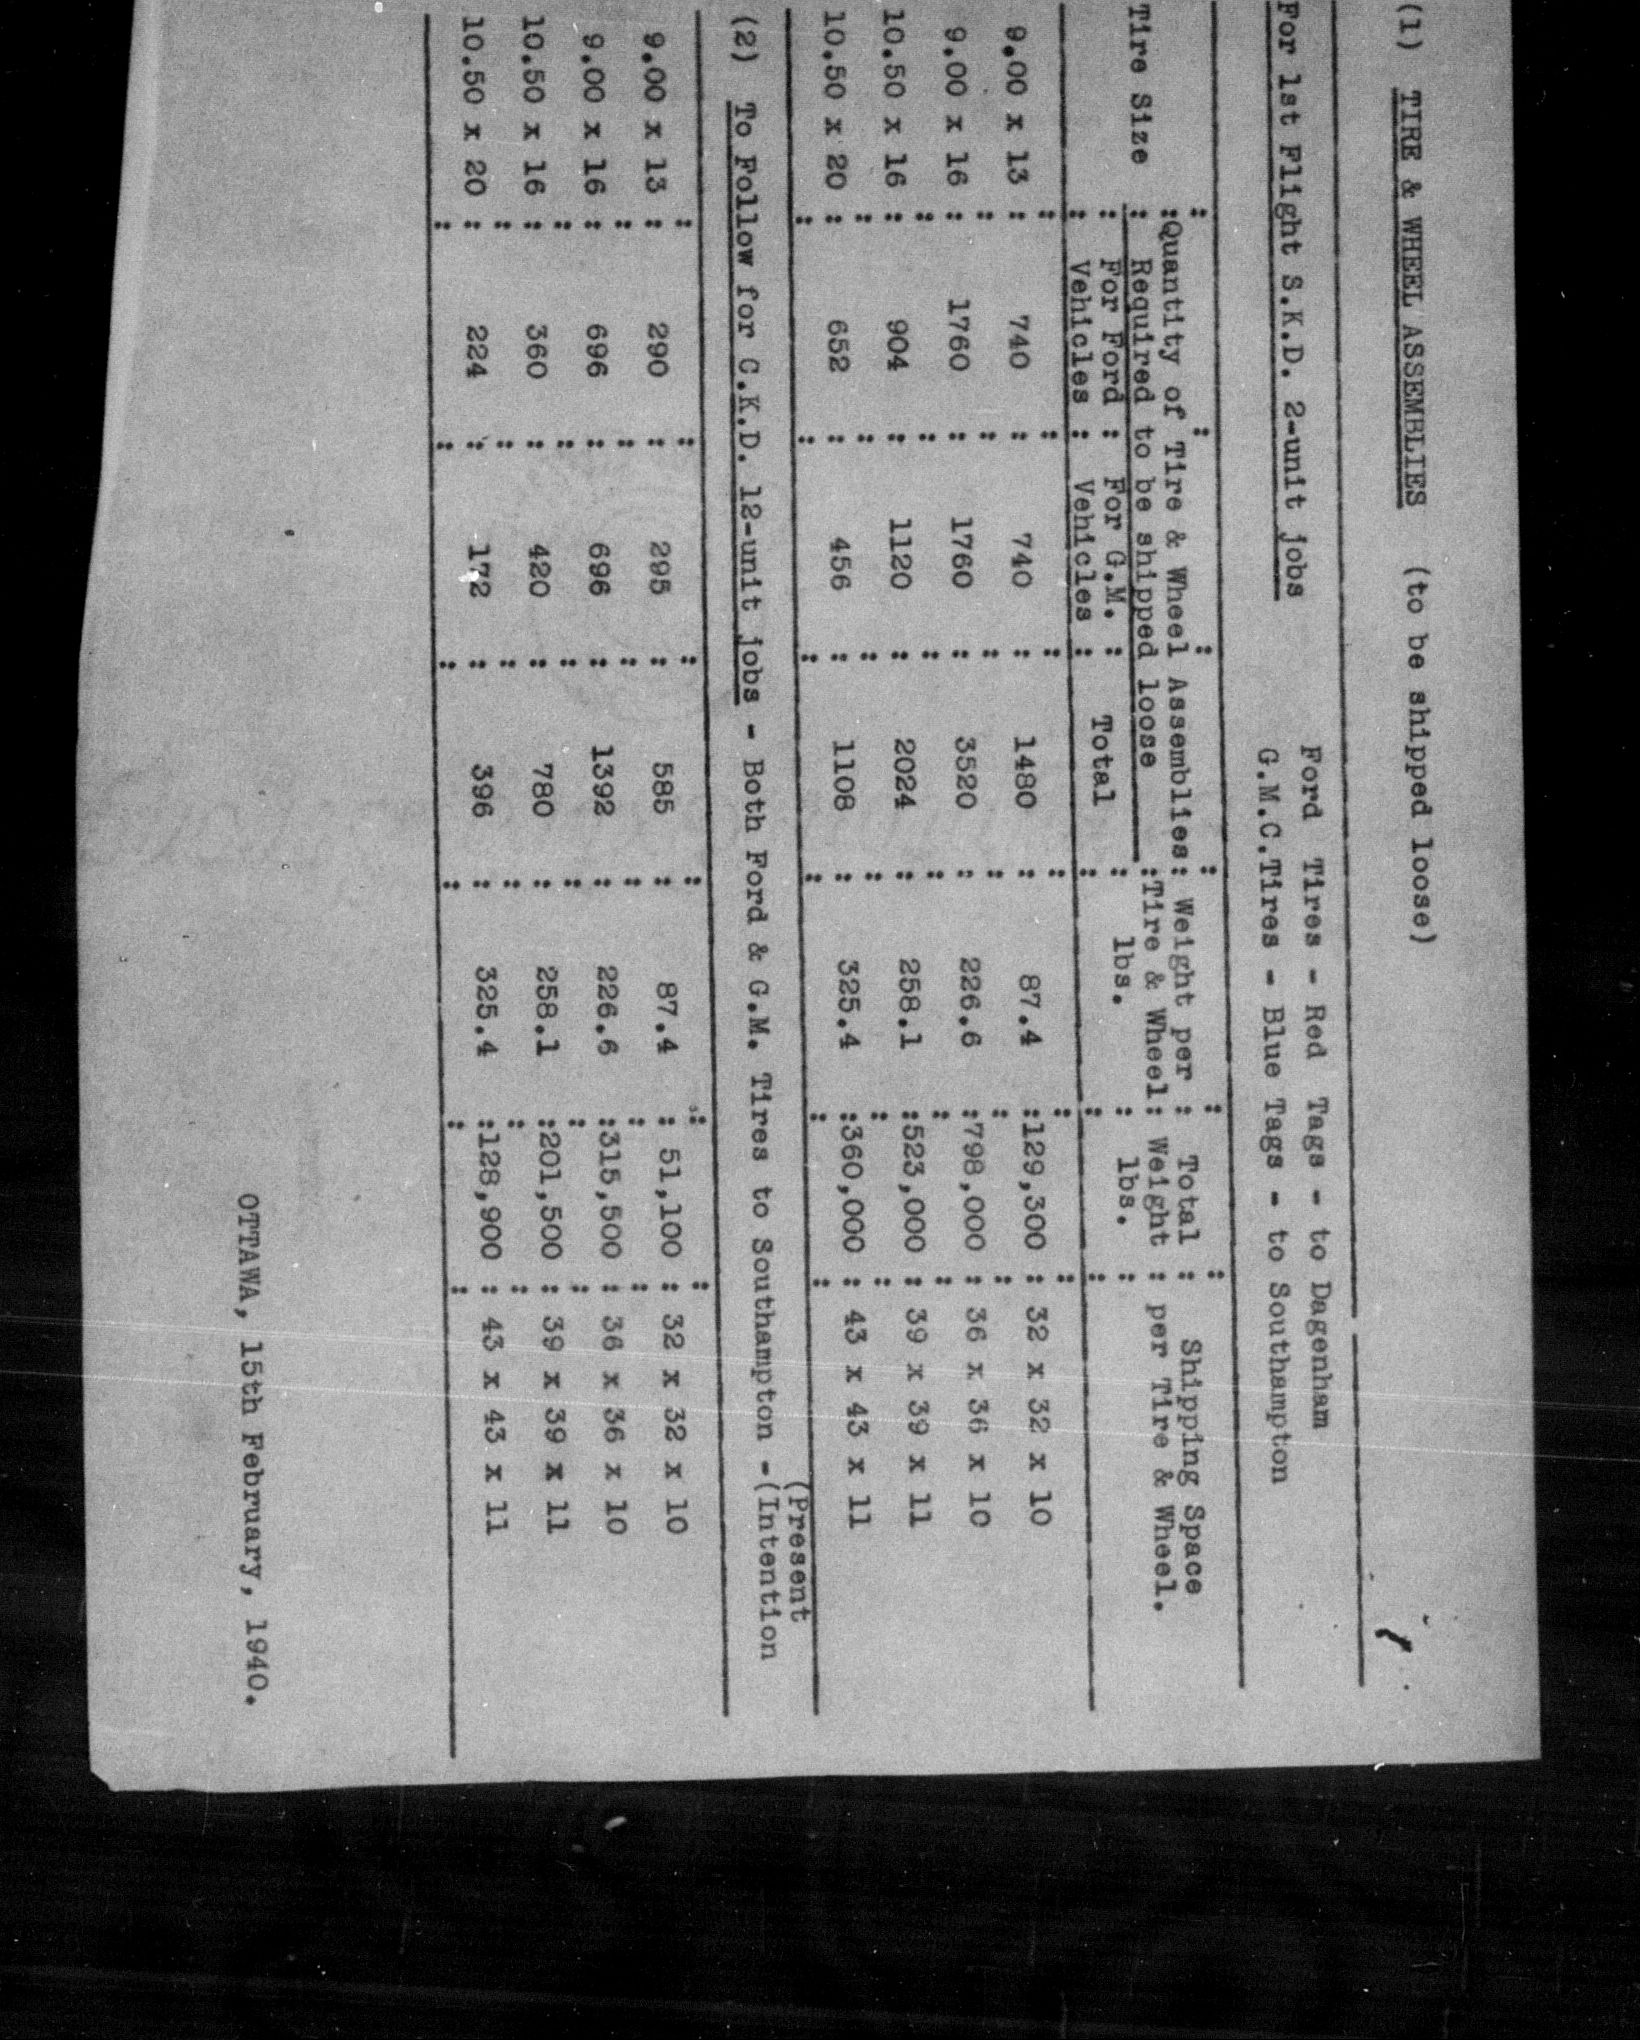 (1) TIRE & WHEEL ASSEMBLIES (to be shipped loose)
Ford Tires - Red Tags - to Dagenham
For 1st Flight S.K.D. 2-unit jobs G.M.C.Tires - Blue Tags - to Southampton
:Quantity of Tire & Wheel Assemblies: Weight per : Total : Shipping Space
Tire Size : Required to be shipped loose :Tire & Wheel: Weight : per Tire & Wheel.
: For Ford : For G.M. : Total : lbs. : lbs. :
: Vehicles : Vehicles : : : :
9.00 x 13 : 740 : 740 : 1480 : 87.4 :129,300 : 32 x 32 x 10
9.00 x 16 : 1760 : 1760 : 3520 : 226.6 :798,000 : 36 x 36 x 10
10.50 x 16 : 904 : 1120 : 2024 : 258.1 :523,000 : 39 x 39 x 11
10.50 x 20 : 652 : 456 : 1108 : 325.4 :360,000 : 43 x 43 x 11
(Present
(2) To Follow for C.K.D. 12-unit jobs - Both Ford & G.M. Tires to Southampton -(Intention
9.00 x 13 : 290 : 295 : 585 : 87.4 : 51,100 : 32 x 32 x 10
9.00 x 16 : 696 : 696 : 1392 : 226.6 :315,500 : 36 x 36 x 10
10.50 x 16 : 360 : 420 : 780 : 258.1 :201,500 : 39 x 39 x 11
10.50 x 20 : 224 : 172 : 396 : 325.4 :128,900 : 43 x 43 x 11
OTTAWA, 15th February, 1940.